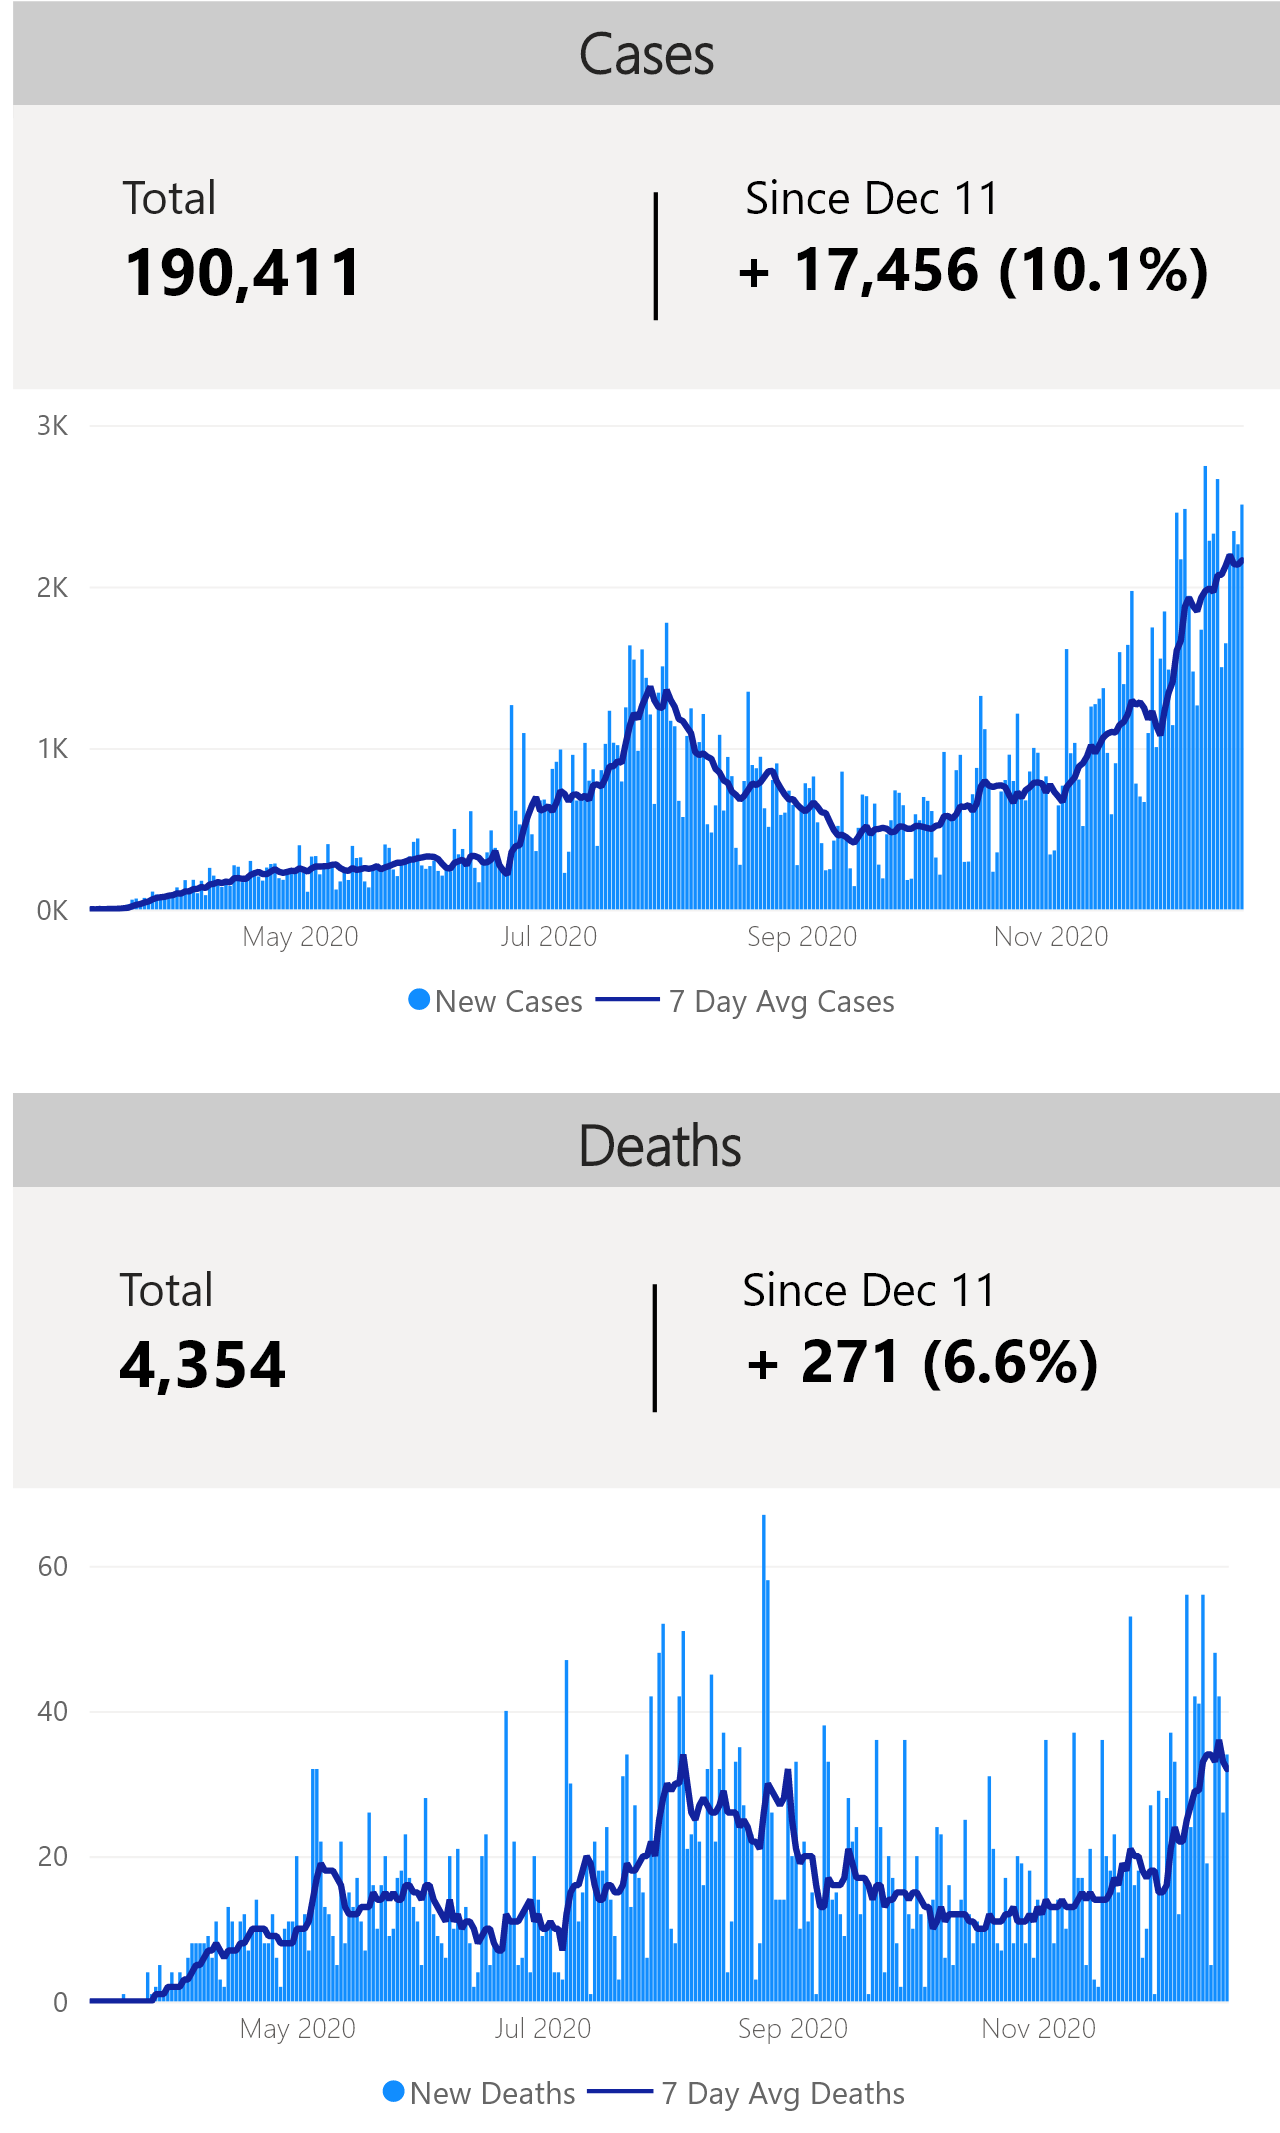 Cases
Total
Since Dec 11
190,411
+ 17,456 (10.1%)
3K
2K
1K
0K
May 2020
Jul 2020
Sep 2020
Nov 2020
New Cases
7 Day Avg Cases
Deaths
Total
Since Dec 11
4,354
+ 271 (6.6%)
60
40
20
0
May 2020
Jul 2020
Sep 2020
Nov 2020
New Deaths
7 Day Avg Deaths